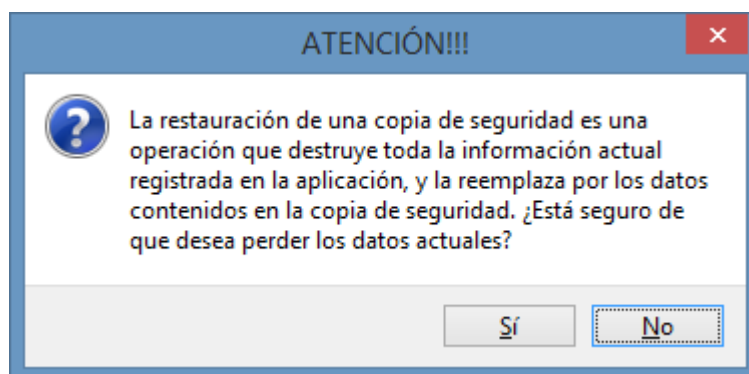 ATENCIÓN!!!
La restauración de una copia de seguridad es una
operación que destruye toda la información actual
registrada en la aplicación, y la reemplaza por los datos
contenidos en la copia de seguridad. ¿Está seguro de
que desea perder los datos actuales?
Sí No